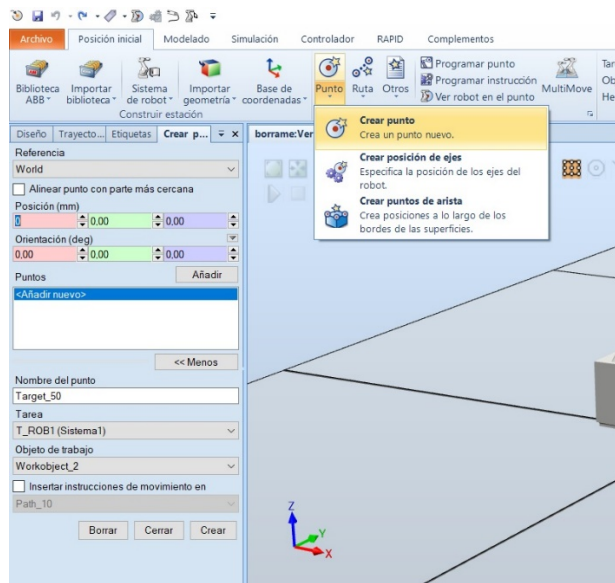 Archivo Posición inicial Modelado Simulación Controlador RAPID Complementos
Biblioteca ABB
Importar biblioteca
Sistema de robot
Importar geometría
Base de coordenadas
Construir estación
Punto
Ruta
Otros
Programar punto
Programar instrucción
Ver robot en el punto
MultiMove
Tar
Ob
He
Crear punto
Crea un punto nuevo.
Crear posición de ejes
Especifica la posición de los ejes del
robot.
Crear puntos de arista
Crea posiciones a lo largo de los
bordes de las superficies.
Diseño Trayecto... Etiquetas Crear p... x
borrame:Ver
Referencia
World
Alinear punto con parte más cercana
Posición (mm)
0 0,00 0,00
Orientación (deg)
0,00 0,00 0,00
Puntos Añadir
<Añadir nuevo>
<< Menos
Nombre del punto
Target_50
Tarea
T_ROB1 (Sistema1)
Objeto de trabajo
Workobject_2
Insertar instrucciones de movimiento en
Path_10
Borrar Cerrar Crear
Z
Y
X